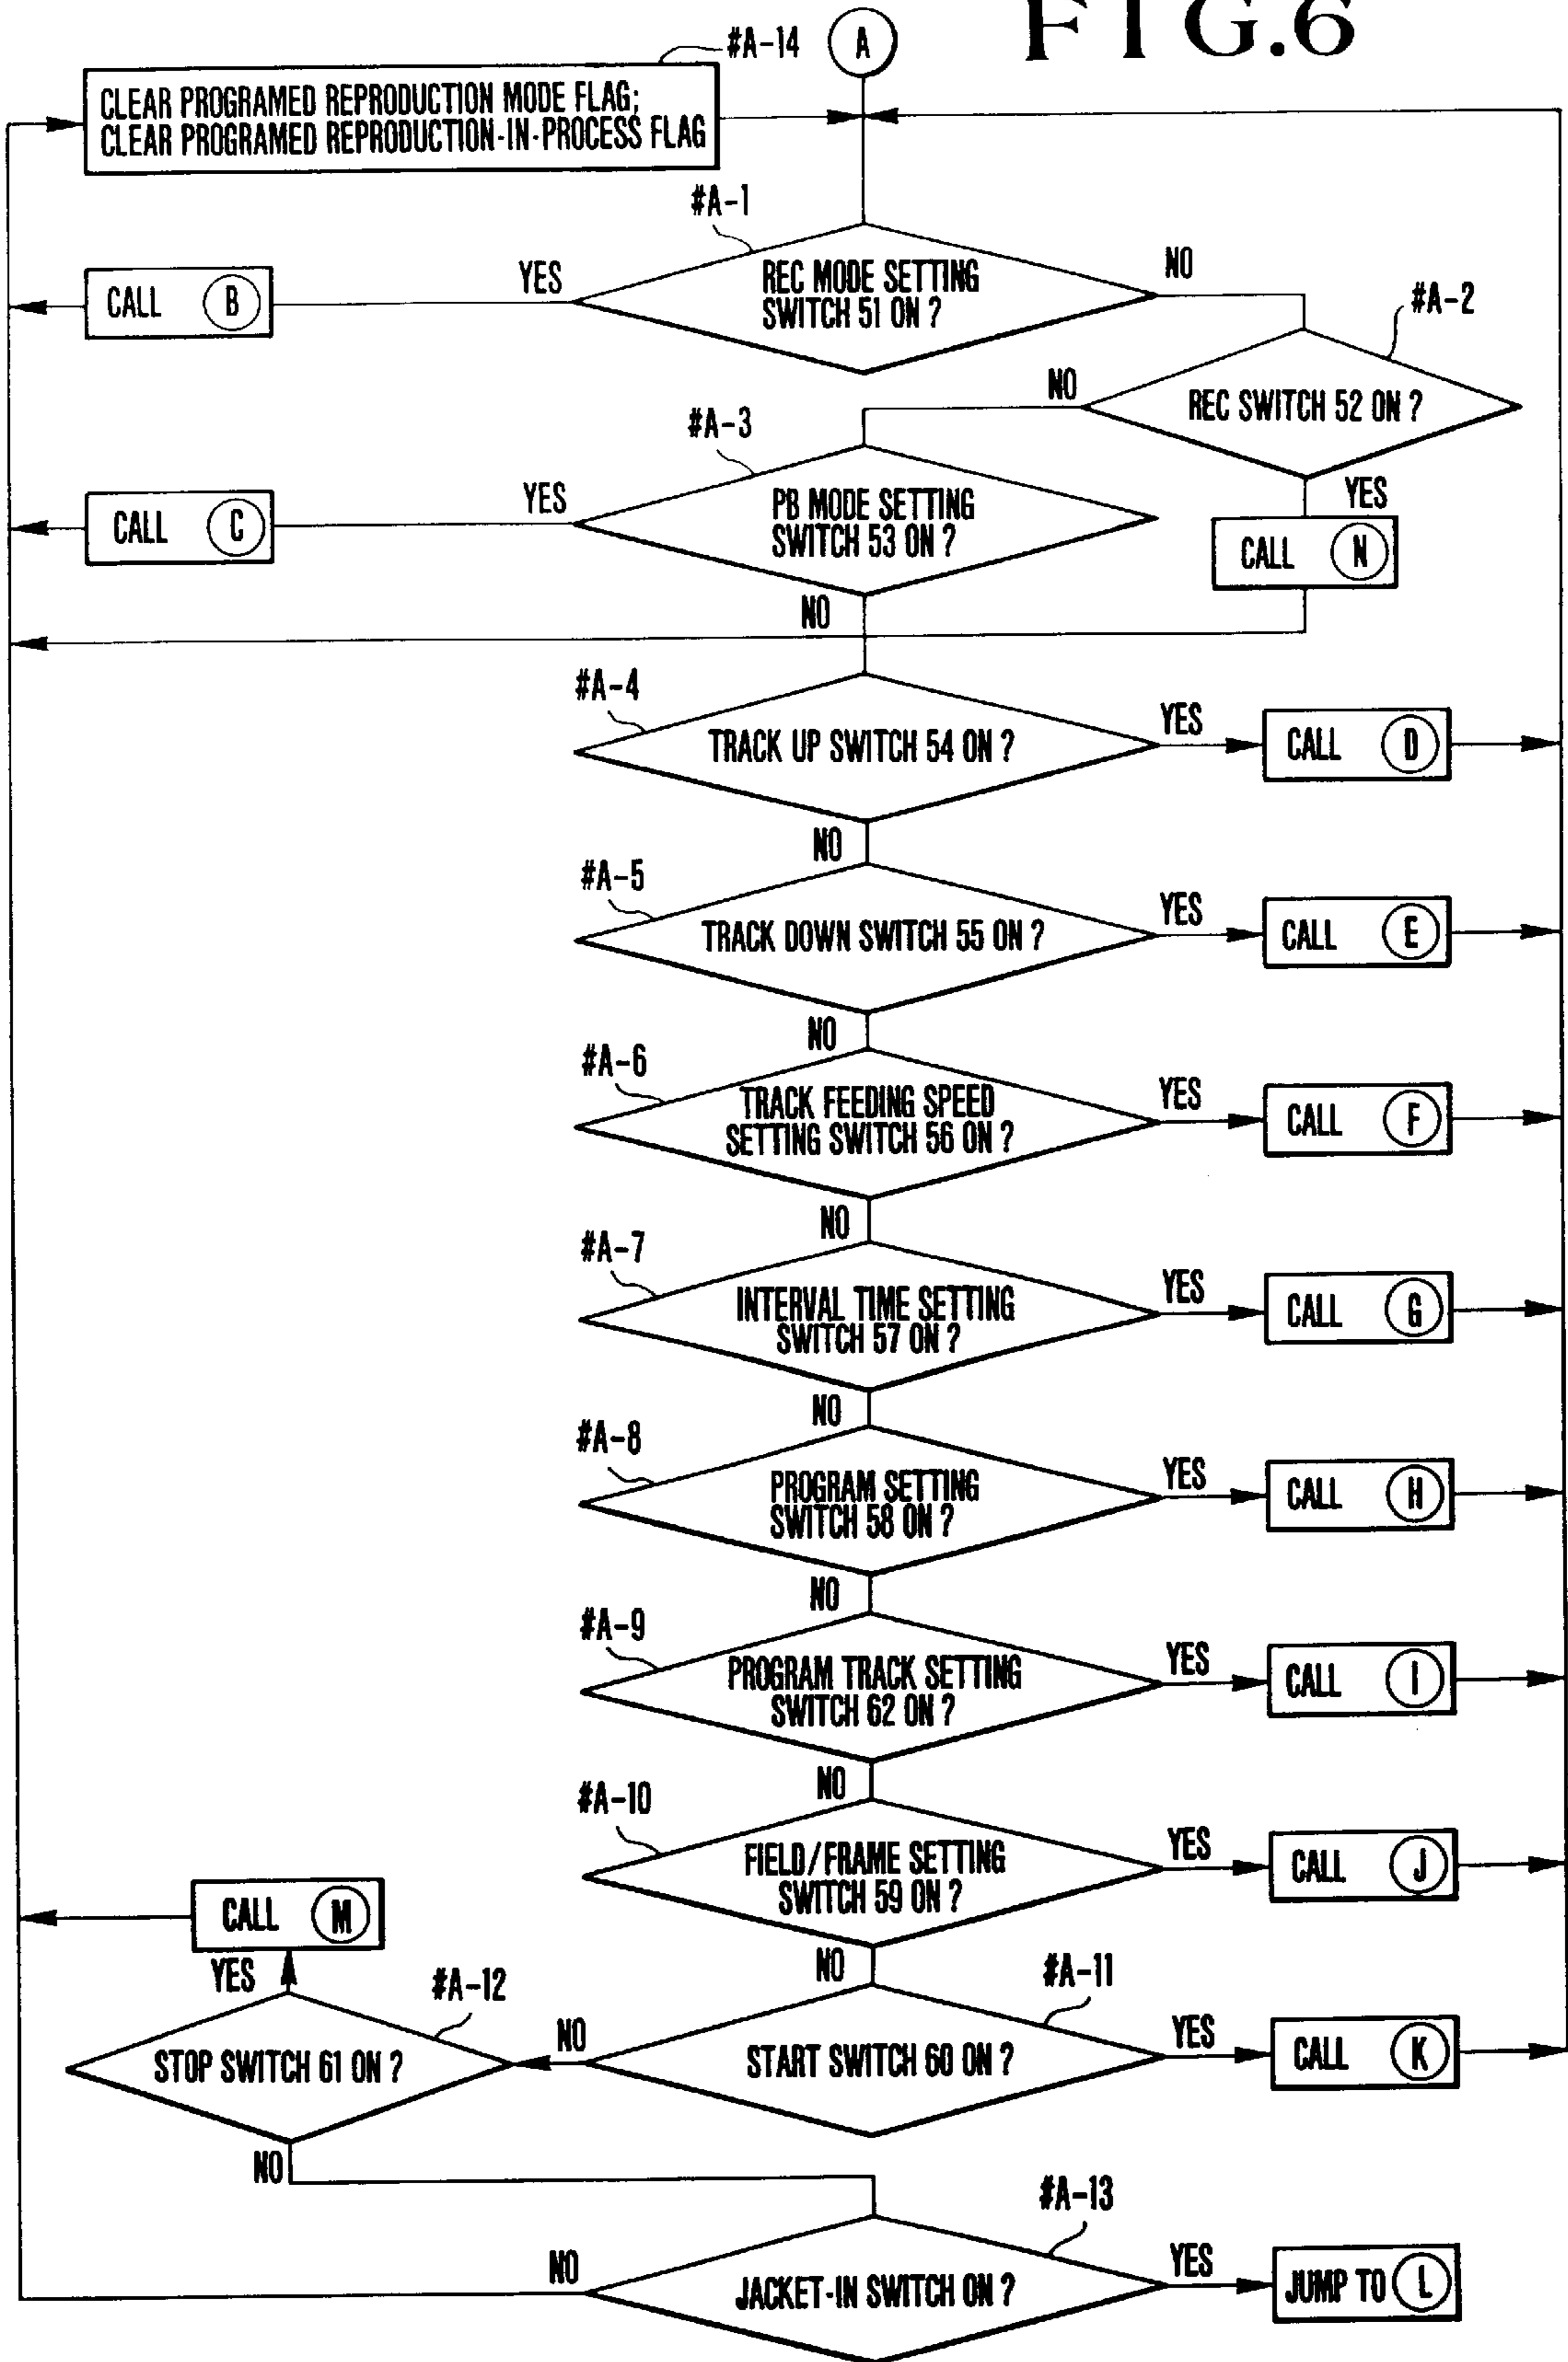 FIG.6
#A-14
A
CLEAR PROGRAMED REPRODUCTION MODE FLAG;
CLEAR PROGRAMED REPRODUCTION-IN-PROCESS FLAG
#A-1
REC MODE SETTING
SWITCH 51 ON ?
YES
NO
CALL B
#A-2
REC SWITCH 52 ON ?
NO
YES
CALL N
#A-3
PB MODE SETTING
SWITCH 53 ON ?
YES
CALL C
NO
#A-4
TRACK UP SWITCH 54 ON ?
YES
CALL D
NO
#A-5
TRACK DOWN SWITCH 55 ON ?
YES
CALL E
NO
#A-6
TRACK FEEDING SPEED
SETTING SWITCH 56 ON ?
YES
CALL F
NO
#A-7
INTERVAL TIME SETTING
SWITCH 57 ON ?
YES
CALL G
NO
#A-8
PROGRAM SETTING
SWITCH 58 ON ?
YES
CALL H
NO
#A-9
PROGRAM TRACK SETTING
SWITCH 62 ON ?
YES
CALL I
NO
#A-10
FIELD/FRAME SETTING
SWITCH 59 ON ?
YES
CALL J
NO
#A-11
START SWITCH 60 ON ?
YES
CALL K
NO
#A-12
STOP SWITCH 61 ON ?
YES
CALL M
NO
#A-13
JACKET-IN SWITCH ON ?
NO
YES
JUMP TO L